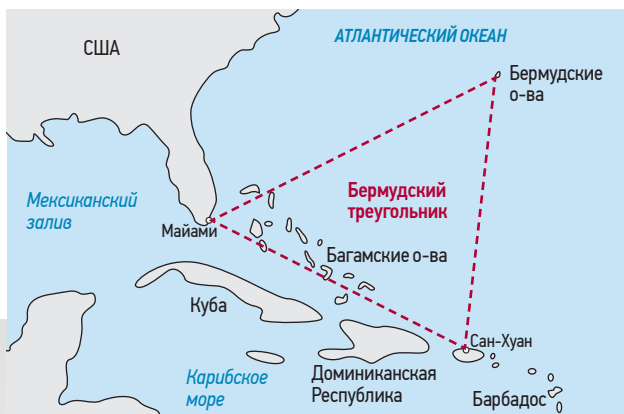 США
АТЛАНТИЧЕСКИЙ ОКЕАН
Бермудские
о-ва
Мексиканский
залив
Майами
Бермудский
треугольник
Багамские о-ва
Куба
Сан-Хуан
Карибское
море
Доминиканская
Республика
Барбадос